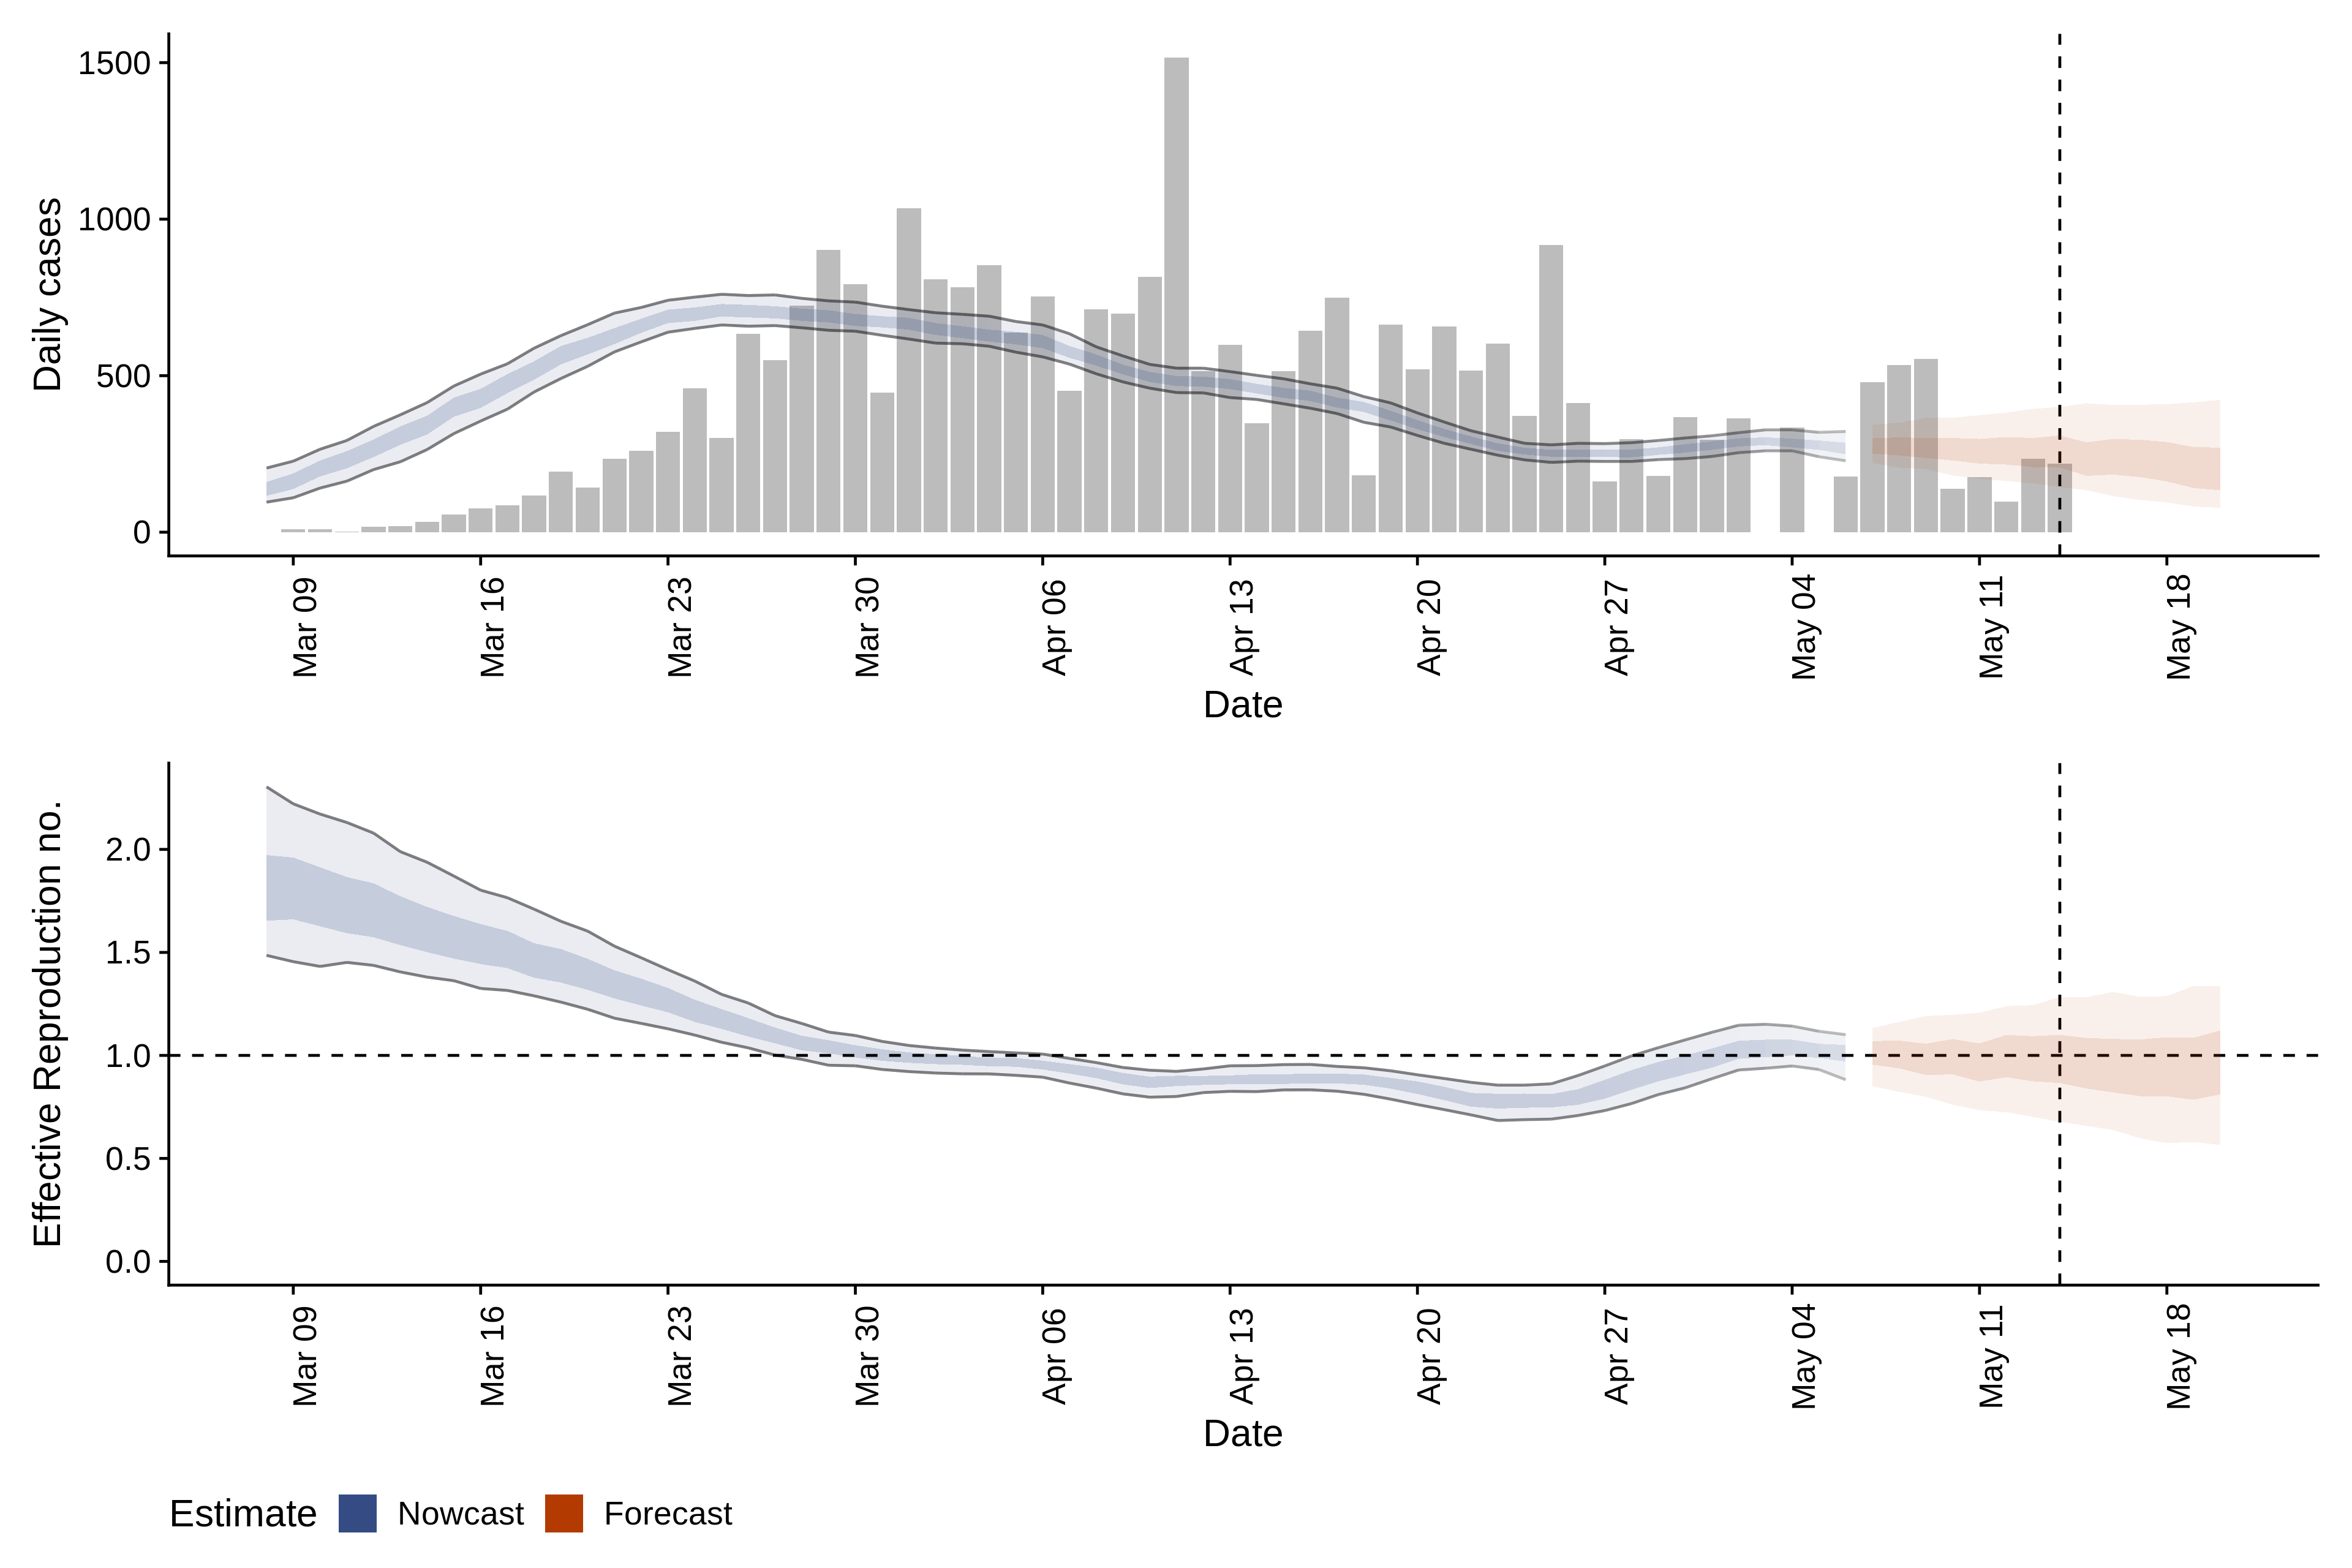 Daily cases
1500
1000
500
0
Mar 09
Mar 16
Mar 23
Mar 30
Apr 06
Apr 13
Apr 20
Apr 27
May 04
May 11
May 18
Date
Effective Reproduction no.
2.0
1.5
1.0
0.5
0.0
Mar 09
Mar 16
Mar 23
Mar 30
Apr 06
Apr 13
Apr 20
Apr 27
May 04
May 11
May 18
Date
Estimate Nowcast Forecast